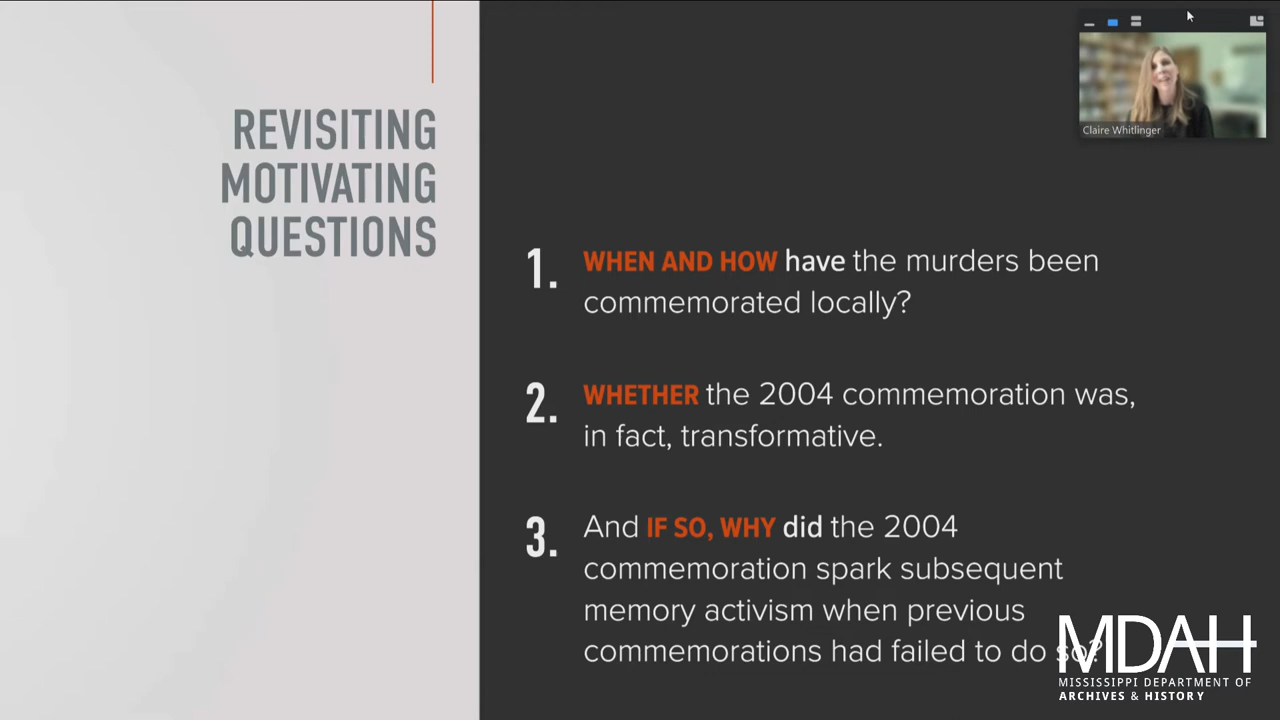 REVISITING
MOTIVATING
QUESTIONS
1. WHEN AND HOW have the murders been
commemorated locally?
2. WHETHER the 2004 commemoration was,
in fact, transformative.
3. And IF SO, WHY did the 2004
commemoration spark subsequent
memory activism when previous
commemorations had failed to do so?
Claire Whitlinger
MDAH
MISSISSIPPI DEPARTMENT OF
ARCHIVES & HISTORY